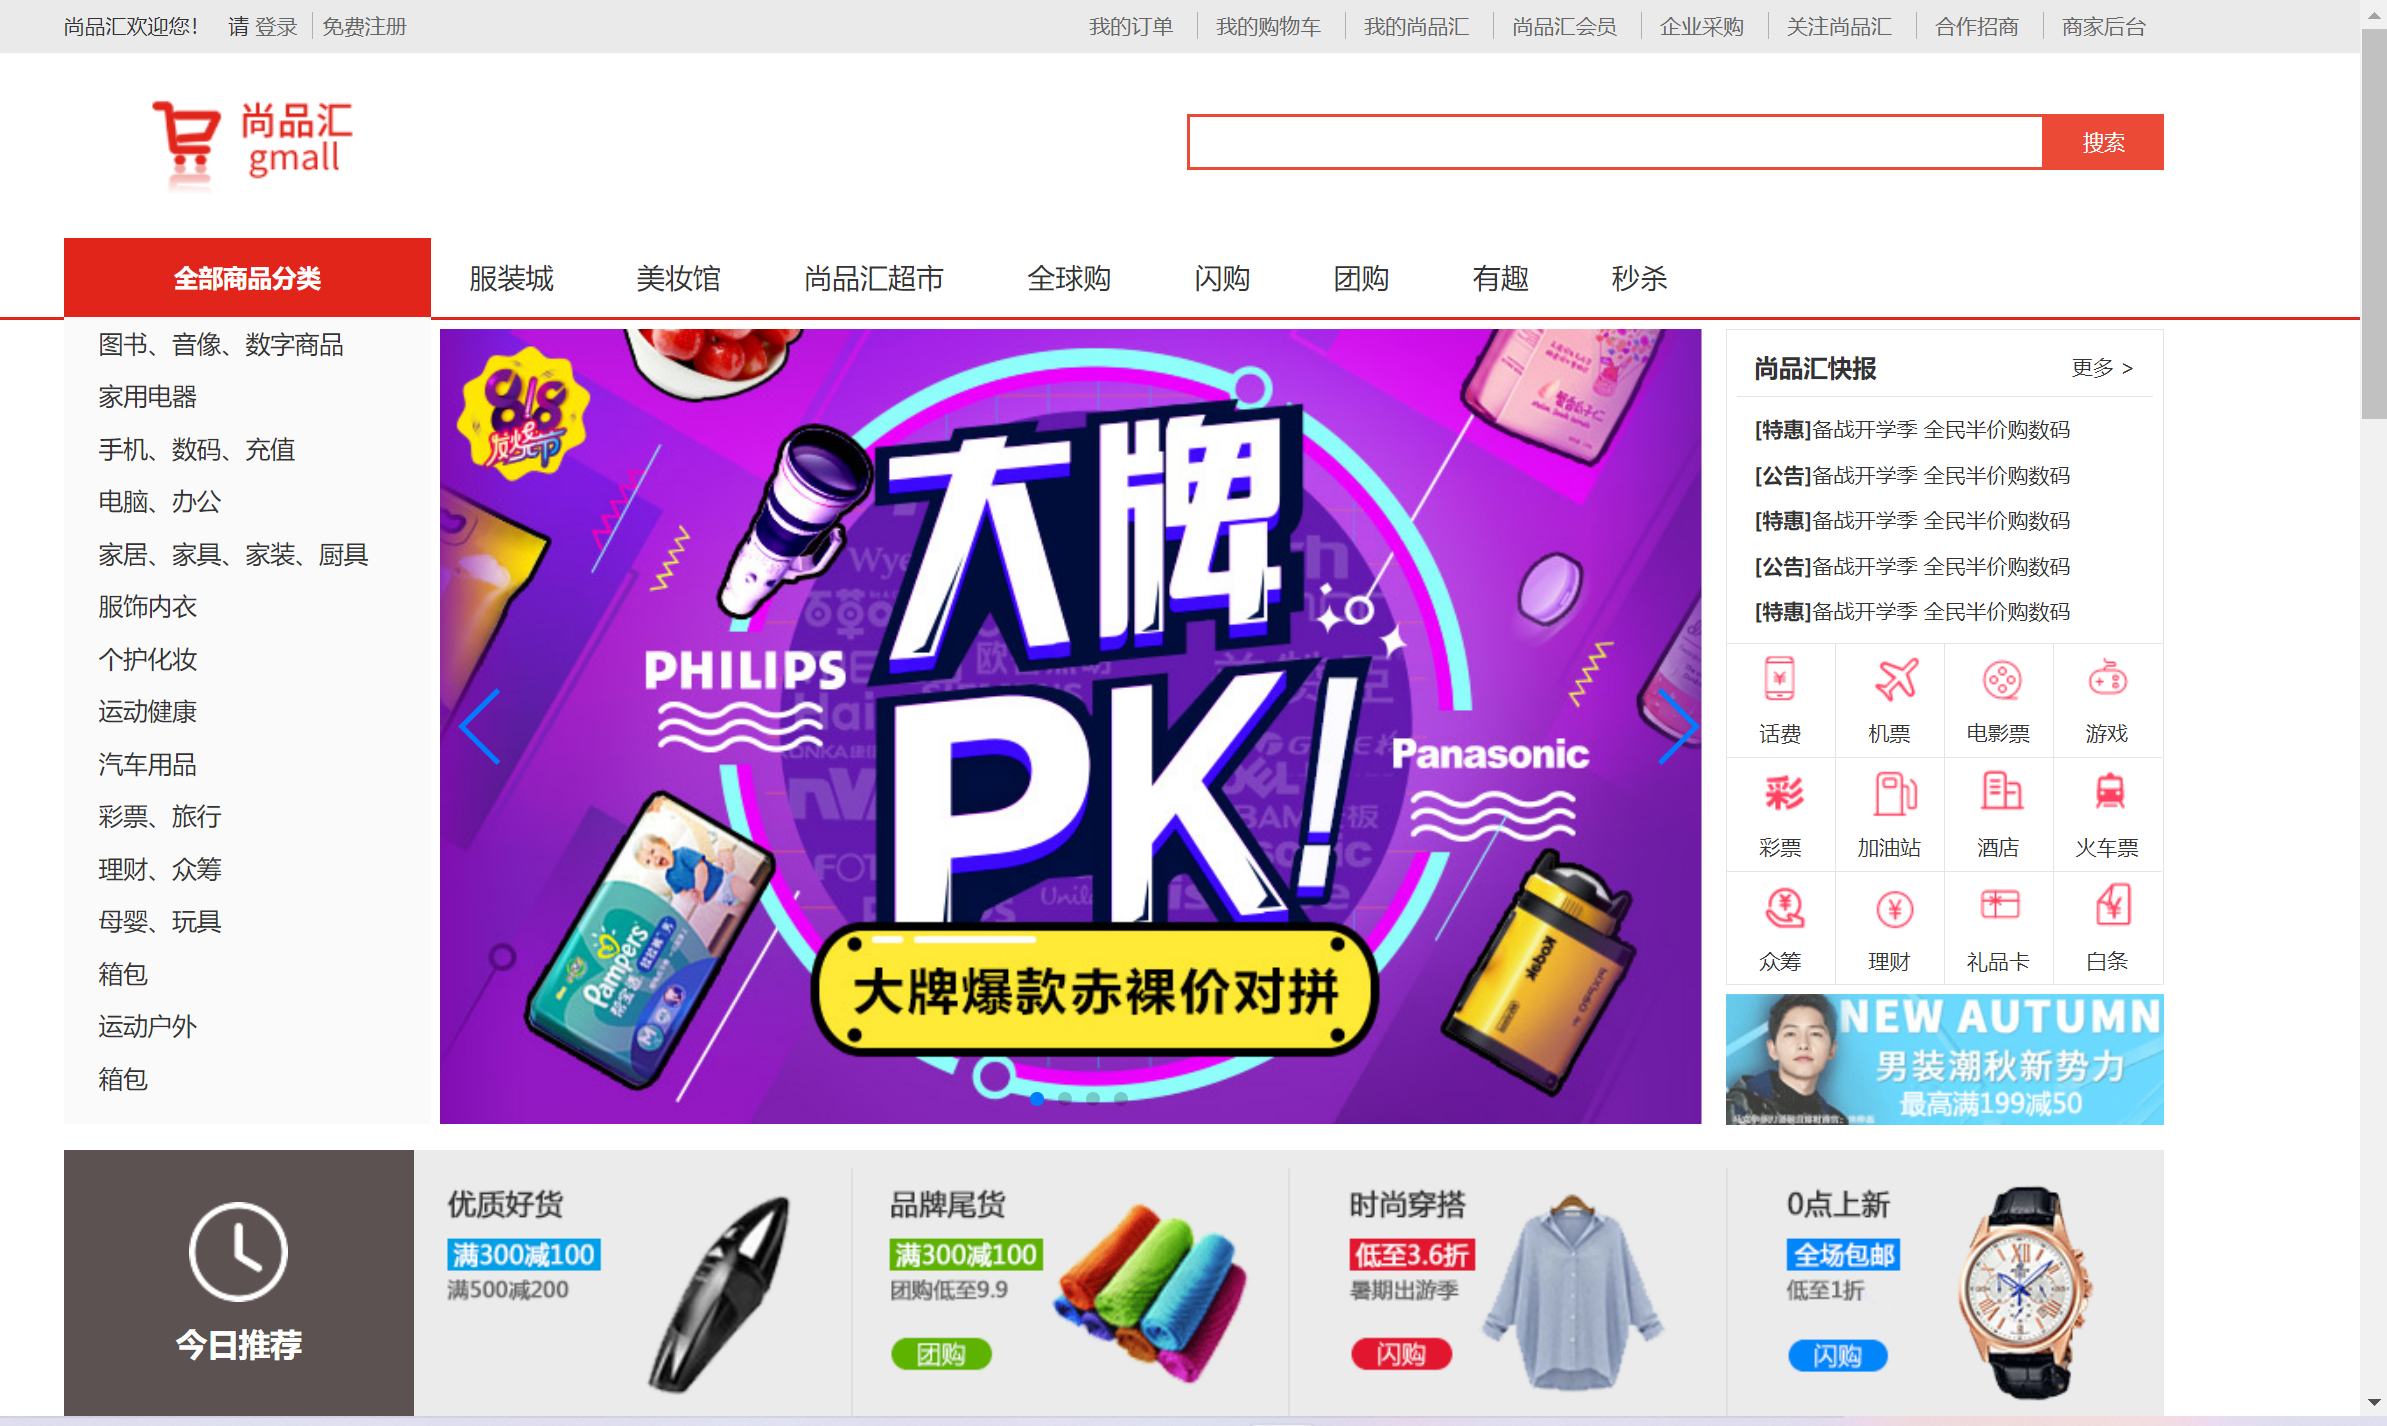 尚品汇欢迎您！ 请 登录 免费注册
我的订单 我的购物车 我的尚品汇 尚品汇会员 企业采购 关注尚品汇 合作招商 商家后台
尚品汇
gmall
搜索
全部商品分类 服装城 美妆馆 尚品汇超市 全球购 闪购 团购 有趣 秒杀
图书、音像、数字商品
家用电器
手机、数码、充值
电脑、办公
家居、家具、家装、厨具
服饰内衣
个护化妆
运动健康
汽车用品
彩票、旅行
理财、众筹
母婴、玩具
箱包
运动户外
箱包
818
发烧节
大牌
PK!
PHILIPS
Panasonic
Pampers
Kodak
大牌爆款赤裸价对拼
尚品汇快报 更多 >
[特惠]备战开学季 全民半价购数码
[公告]备战开学季 全民半价购数码
[特惠]备战开学季 全民半价购数码
[公告]备战开学季 全民半价购数码
[特惠]备战开学季 全民半价购数码
话费 机票 电影票 游戏
彩
彩票 加油站 酒店 火车票
众筹 理财 礼品卡 白条
NEW AUTUMN
男装潮秋新势力
最高满199减50
今日推荐
优质好货
满300减100
满500减200
品牌尾货
满300减100
团购低至9.9
团购
时尚穿搭
低至3.6折
暑期出游季
闪购
0点上新
全场包邮
低至1折
闪购